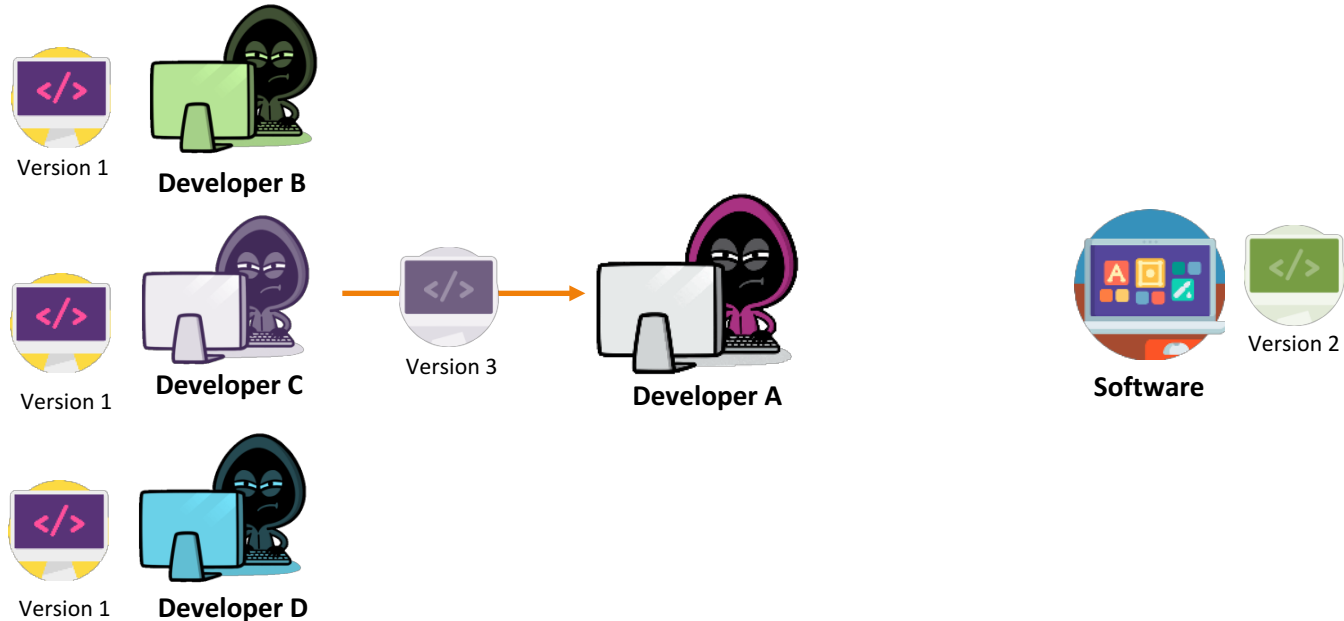 </>
Version 1
Developer B
</>
Version 1
Developer C
</>
Version 3
Developer A
A
Software
</>
Version 2
</>
Version 1
Developer D